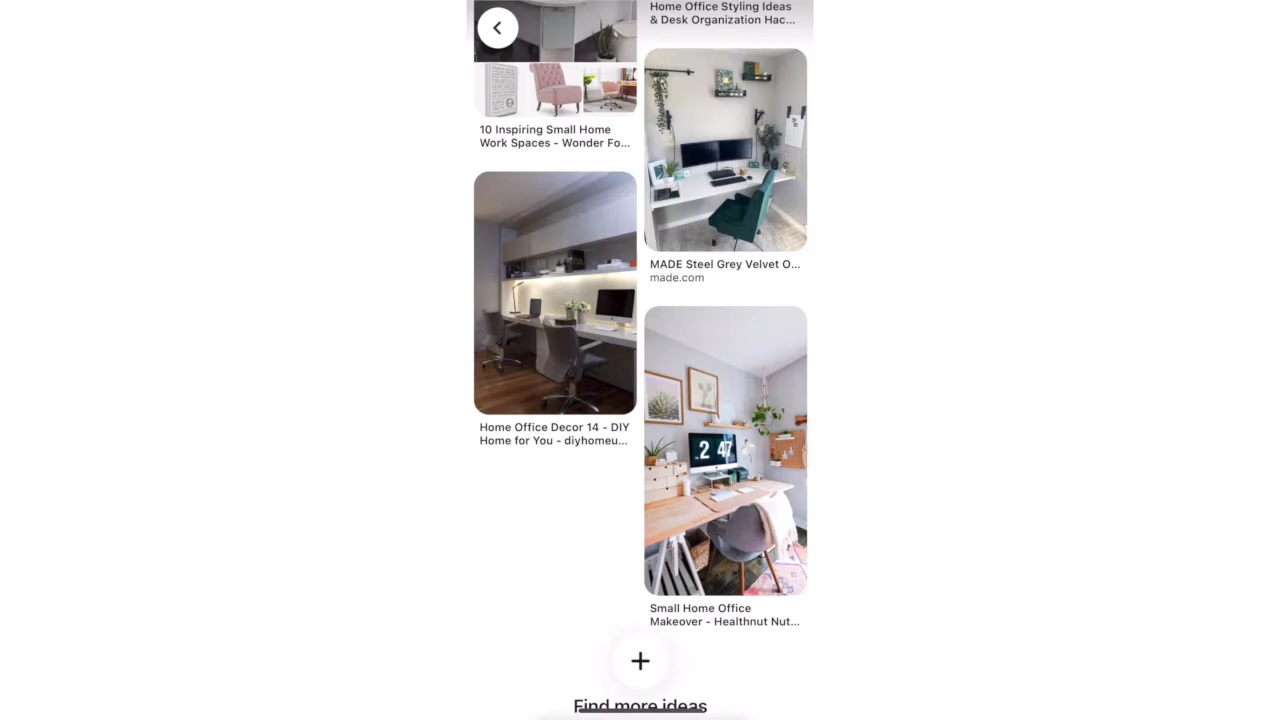 Home Office Styling Ideas
& Desk Organization Hac...
10 Inspiring Small Home
Work Spaces - Wonder Fo...
MADE Steel Grey Velvet O...
made.com
Home Office Decor 14 - DIY
Home for You - diyhomeu...
2 47
Small Home Office
Makeover - Healthnut Nut...
Find more ideas